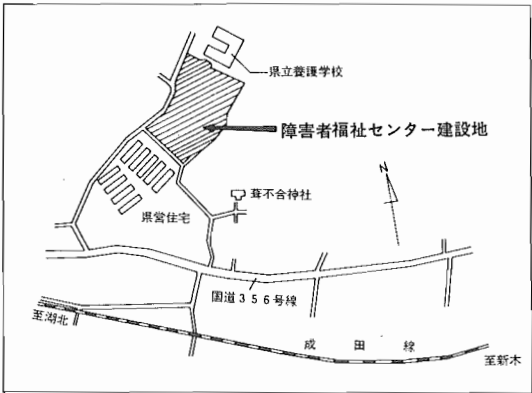 県立養護学校
障害者福祉センター建設地
N
葺不合神社
県営住宅
国道356号線
至湖北
成田線
至新木